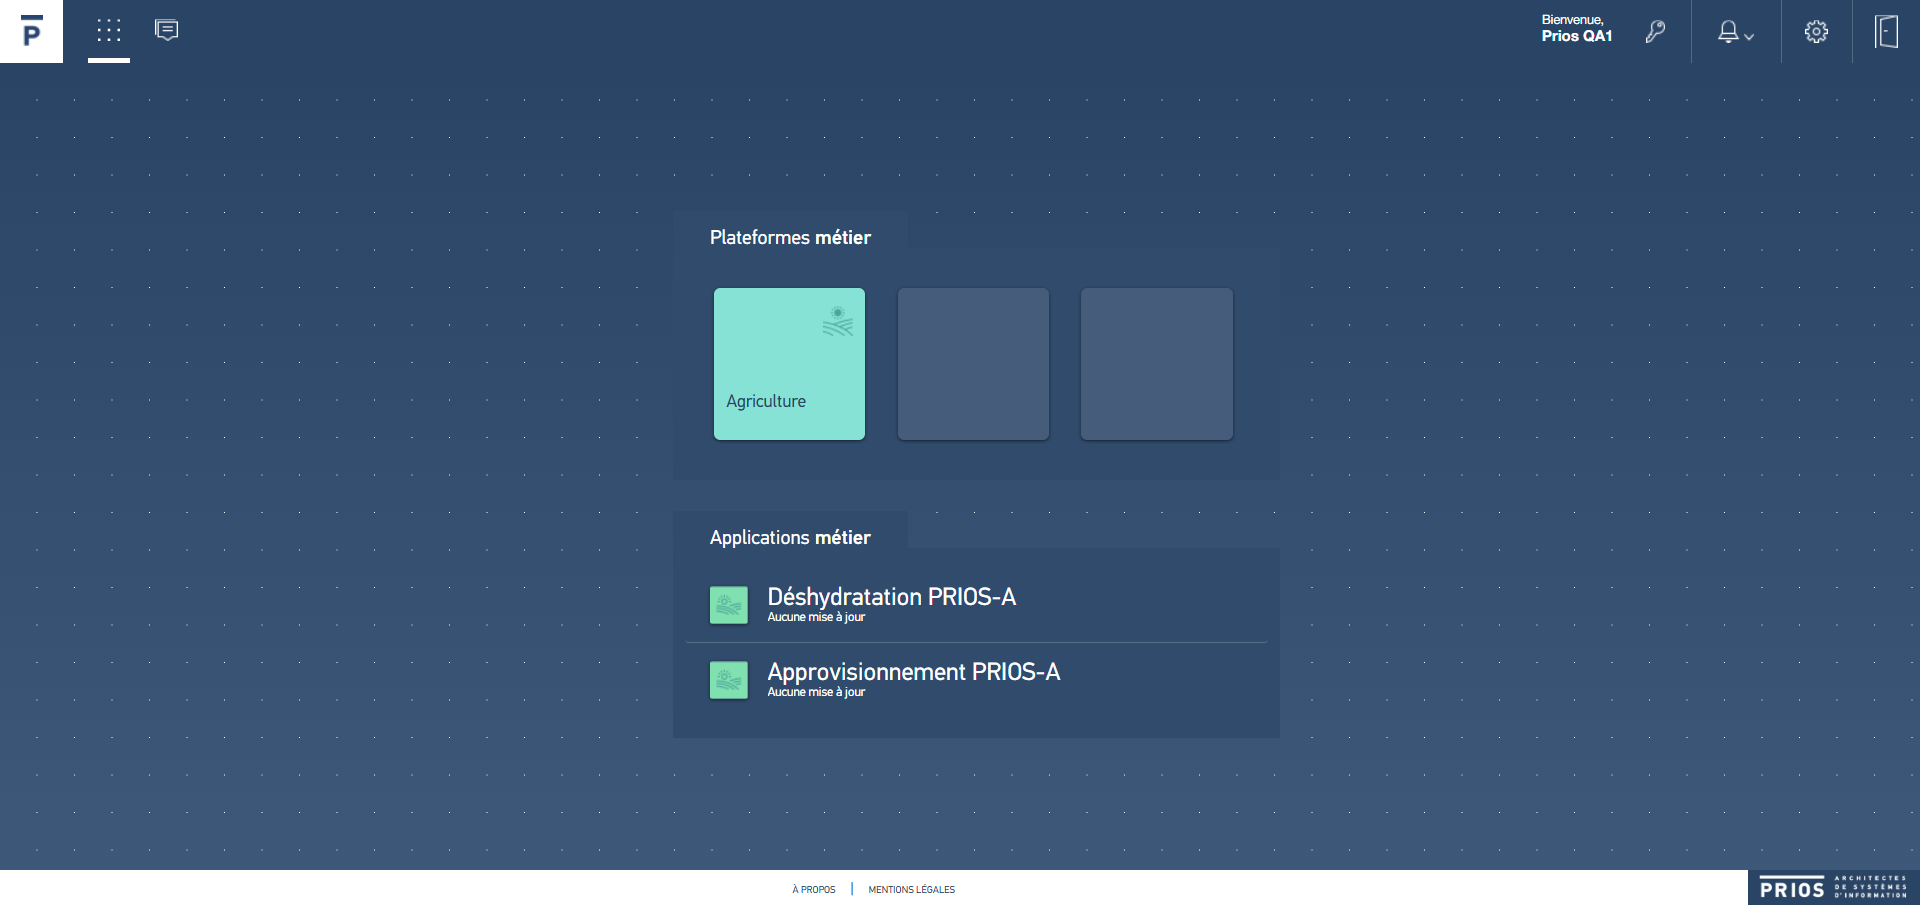 P
Bienvenue,
Prios QA1
Plateformes métier
Agriculture
Applications métier
Déshydratation PRIOS-A
Aucune mise à jour
Approvisionnement PRIOS-A
Aucune mise à jour
À PROPOS
MENTIONS LÉGALES
PRIOS
ARCHITECTES
DE SYSTÈMES
D'INFORMATION